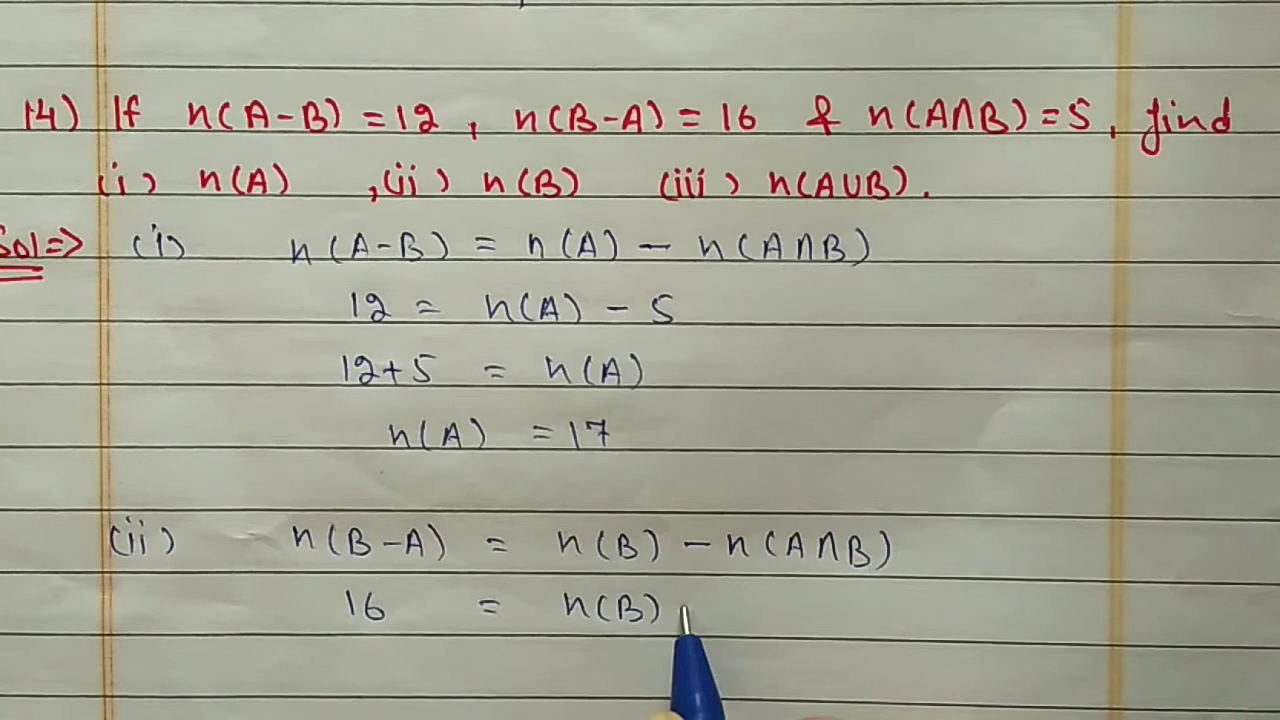 14) If n(A-B) = 12 , n(B-A) = 16 & n(A∩B) = 5, find
(i) n(A) ,(ii) n(B) (iii) n(A∪B).
Sol => (i) n(A-B) = n(A) - n(A∩B)
12 = n(A) - 5
12+5 = n(A)
n(A) = 17
(ii) n(B-A) = n(B) - n(A∩B)
16 = n(B)